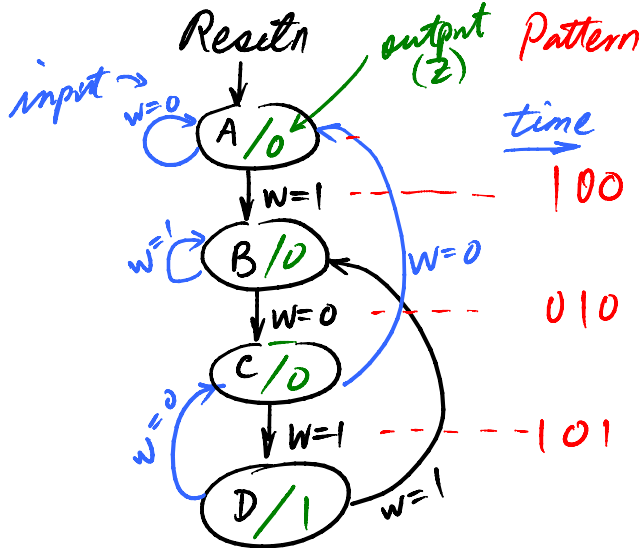 Resetn
output
(z)
Pattern
input
time
w=0
A/0
w=1
100
w=1
B/0
w=0
w=0
010
C/0
w=0
w=1
101
D/1
w=1